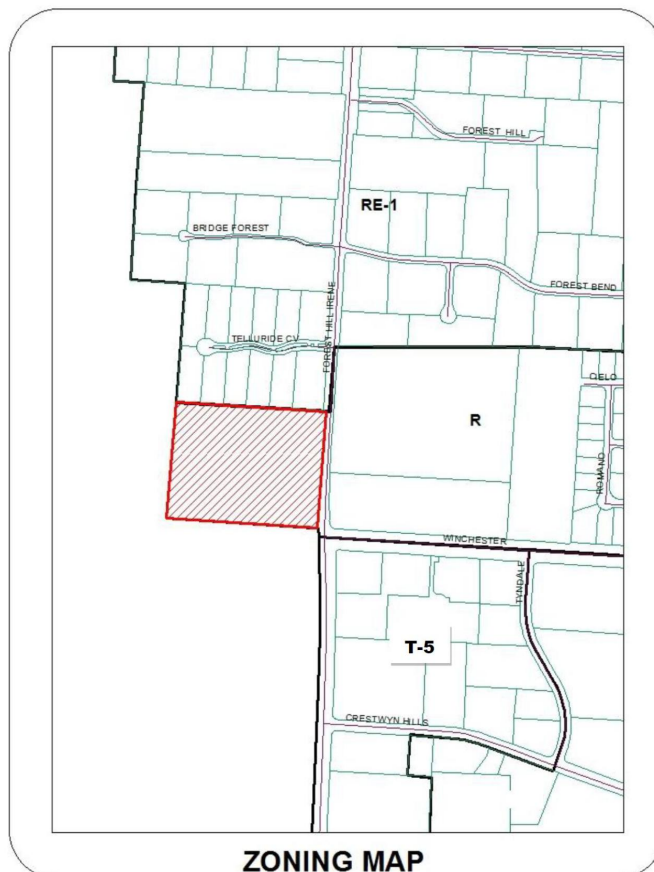 FOREST HILL
RE-1
BRIDGE FOREST
FOREST BEND
FOREST HILL IRENE
TELLURIDE CV
CIELO
R
ROMANO
WINCHESTER
TYNDALE
T-5
CRESTWYN HILLS
ZONING MAP